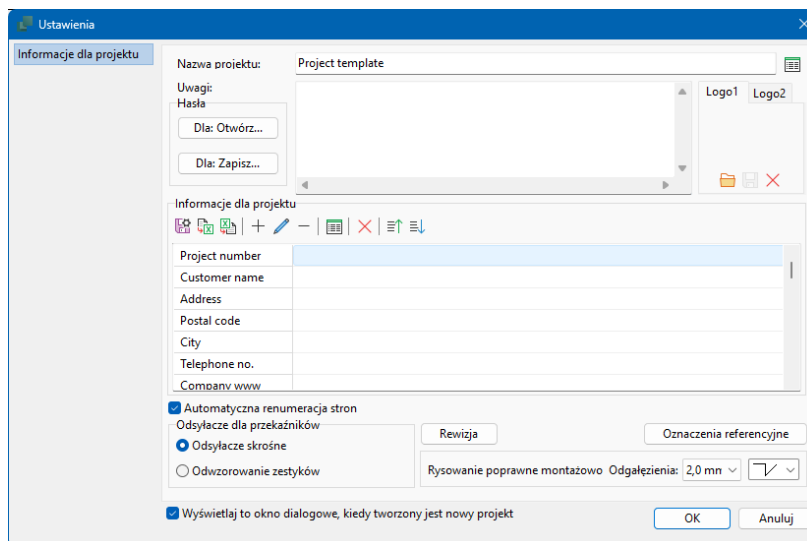 Ustawienia
Informacje dla projektu
Nazwa projektu: Project template
Uwagi:
Hasła
Dla: Otwórz...
Dla: Zapisz...
Logo1 Logo2
Informacje dla projektu
Project number
Customer name
Address
Postal code
City
Telephone no.
Company www
Automatyczna renumeracja stron
Odsyłacze dla przekaźników
Odsyłacze skrośne
Odwzorowanie zestyków
Rewizja Oznaczenia referencyjne
Rysowanie poprawne montażowo Odgałęzienia: 2,0 mm
Wyświetlaj to okno dialogowe, kiedy tworzony jest nowy projekt
OK Anuluj